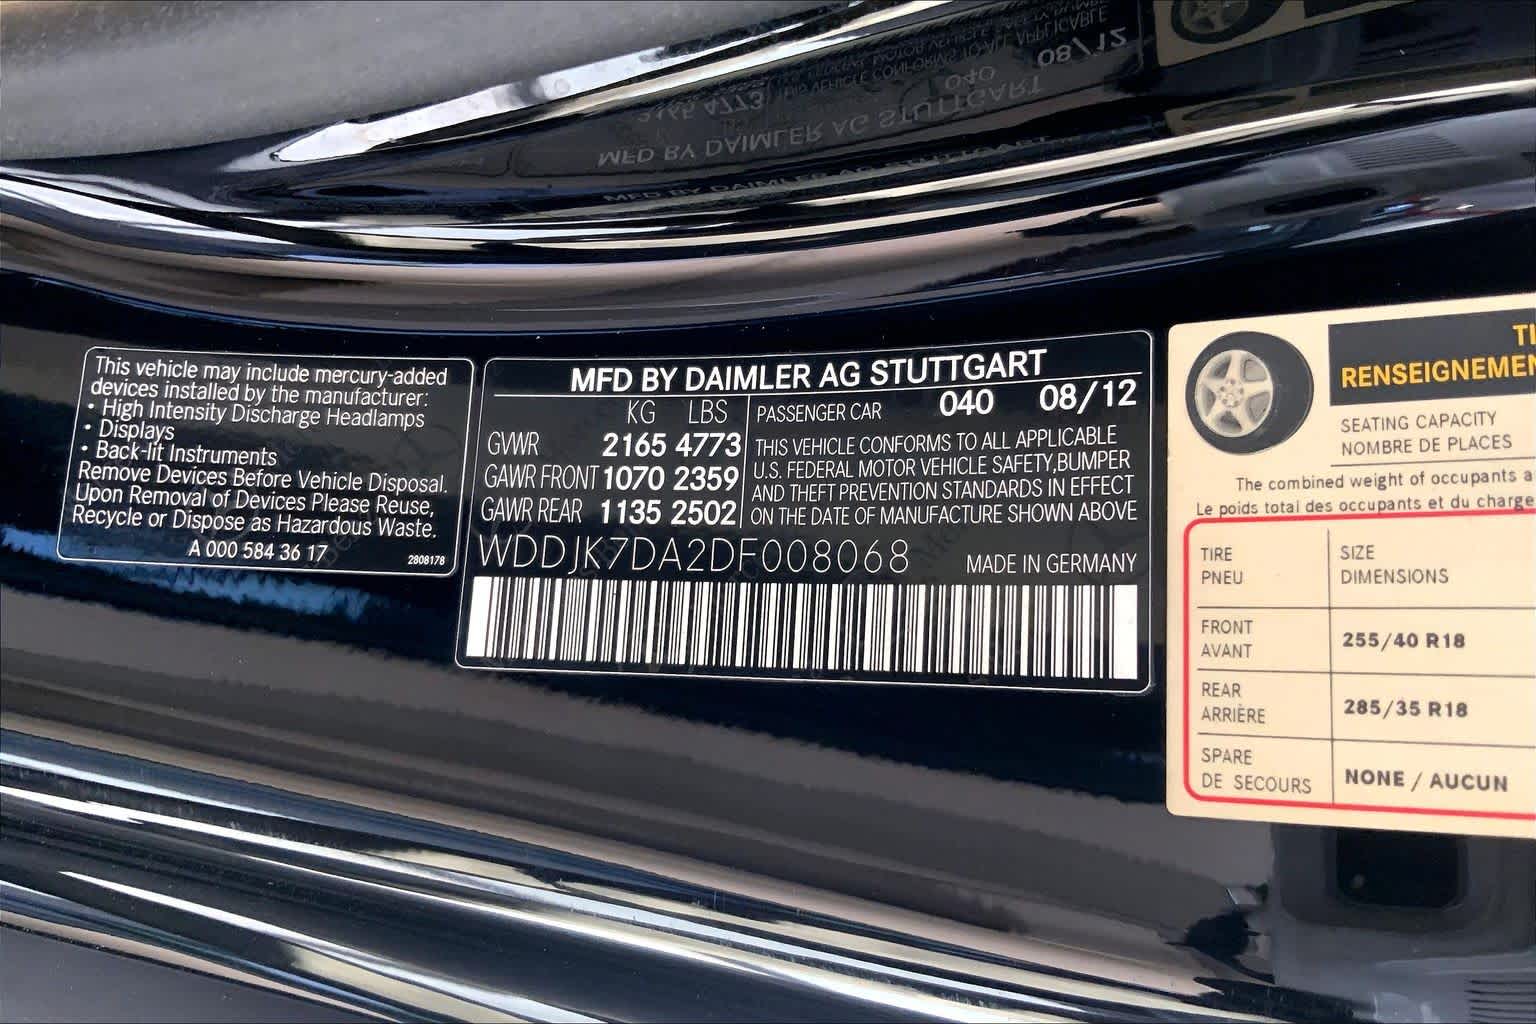 This vehicle may include mercury-added
devices installed by the manufacturer:
• High Intensity Discharge Headlamps
• Displays
• Back-lit Instruments
Remove Devices Before Vehicle Disposal.
Upon Removal of Devices Please Reuse,
Recycle or Dispose as Hazardous Waste.
A 000 584 36 17
2808178
MFD BY DAIMLER AG STUTTGART
KG LBS
GVWR 2165 4773
GAWR FRONT 1070 2359
GAWR REAR 1135 2502
PASSENGER CAR 040 08/12
THIS VEHICLE CONFORMS TO ALL APPLICABLE
U.S. FEDERAL MOTOR VEHICLE SAFETY,BUMPER
AND THEFT PREVENTION STANDARDS IN EFFECT
ON THE DATE OF MANUFACTURE SHOWN ABOVE
WDDJK7DA2DF008068
MADE IN GERMANY
TI
RENSEIGNEMEN
SEATING CAPACITY
NOMBRE DE PLACES
The combined weight of occupants a
Le poids total des occupants et du charge
TIRE SIZE
PNEU DIMENSIONS
FRONT
AVANT 255/40 R18
REAR
ARRIÈRE 285/35 R18
SPARE
DE SECOURS NONE / AUCUN